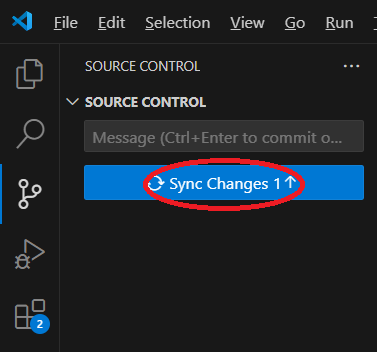 File Edit Selection View Go Run
SOURCE CONTROL ...
SOURCE CONTROL
Message (Ctrl+Enter to commit o...
Sync Changes 1↑
2